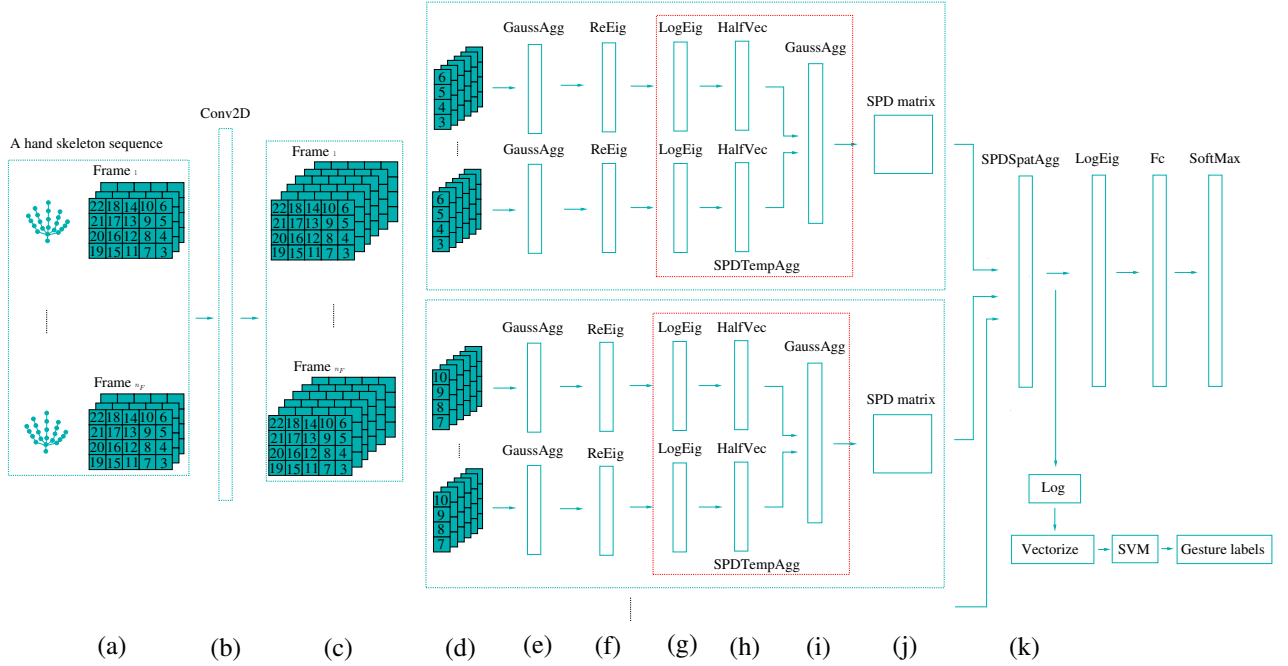 A hand skeleton sequence
Frame 1
22 18 14 10 6
21 17 13 9 5
20 16 12 8 4
19 15 11 7 3
Frame nF
22 18 14 10 6
21 17 13 9 5
20 16 12 8 4
19 15 11 7 3
Conv2D
Frame 1
22 18 14 10 6
21 17 13 9 5
20 16 12 8 4
19 15 11 7 3
Frame nF
22 18 14 10 6
21 17 13 9 5
20 16 12 8 4
19 15 11 7 3
GaussAgg ReEig LogEig HalfVec
6
5
4
3
GaussAgg
SPD matrix
GaussAgg ReEig LogEig HalfVec
6
5
4
3
SPDTempAgg
GaussAgg ReEig LogEig HalfVec
10
9
8
7
GaussAgg
SPD matrix
GaussAgg ReEig LogEig HalfVec
10
9
8
7
SPDTempAgg
SPDSpatAgg LogEig Fc SoftMax
Log
Vectorize SVM Gesture labels
(a) (b) (c) (d) (e) (f) (g) (h) (i) (j) (k)